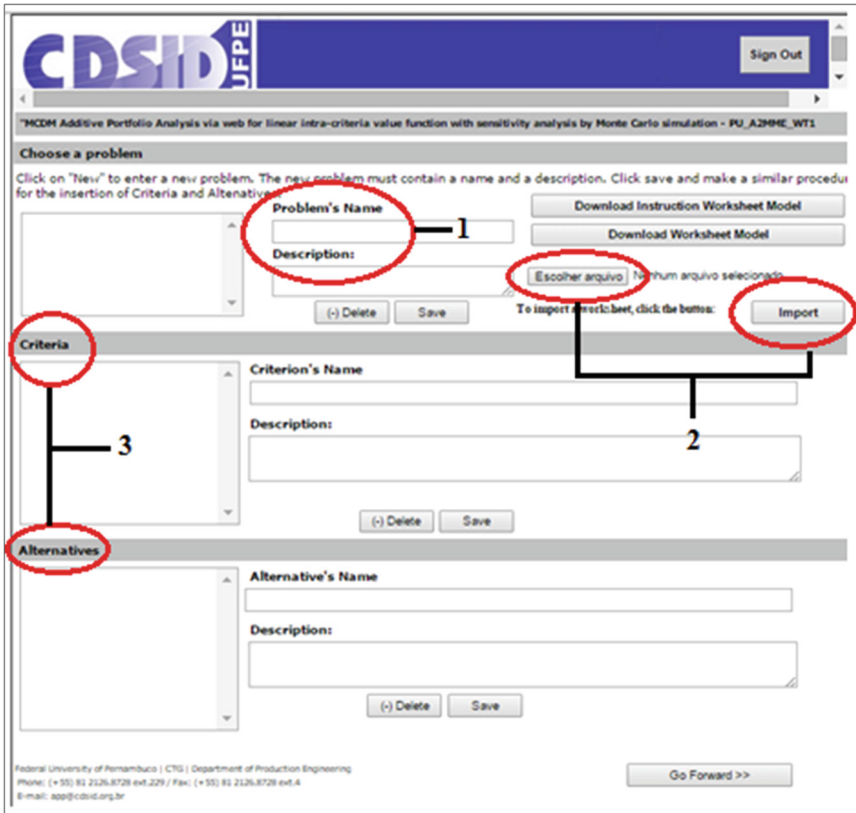 CDSID UFPE
Sign Out
"MCDM Additive Portfolio Analysis via web for linear intra-criteria value function with sensitivity analysis by Monte Carlo simulation - PU_A2MME_WT1
Choose a problem
Click on "New" to enter a new problem. The new problem must contain a name and a description. Click save and make a similar procedu
for the insertion of Criteria and Altenative
Problem's Name
1
Download Instruction Worksheet Model
Download Worksheet Model
Description:
Escolher arquivo Nenhum arquivo selecionado
(-) Delete Save
To import a worksheet, click the button:
Import
Criteria
Criterion's Name
2
3
Description:
(-) Delete Save
Alternatives
Alternative's Name
Description:
(-) Delete Save
Federal University of Pernambuco | CTG | Department of Production Engineering
Phone: (+55) 81 2126.8728 ext.229 / Fax: (+55) 81 2126.8728 ext.4
E-mail: app@cdsid.org.br
Go Forward >>